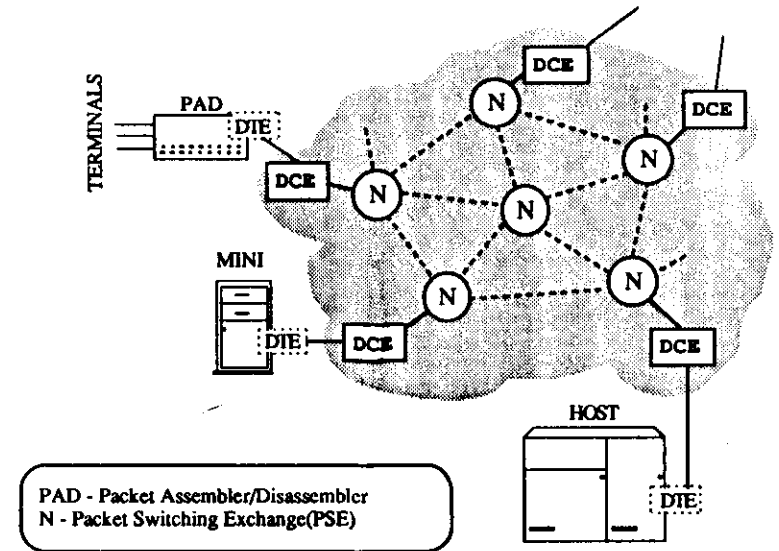 DCE
N
DCE
TERMINALS
PAD
DTE
DCE
N
N
N
MINI
N
N
DTE
DCE
DCE
HOST
DTE
PAD - Packet Assembler/Disassembler
N - Packet Switching Exchange(PSE)